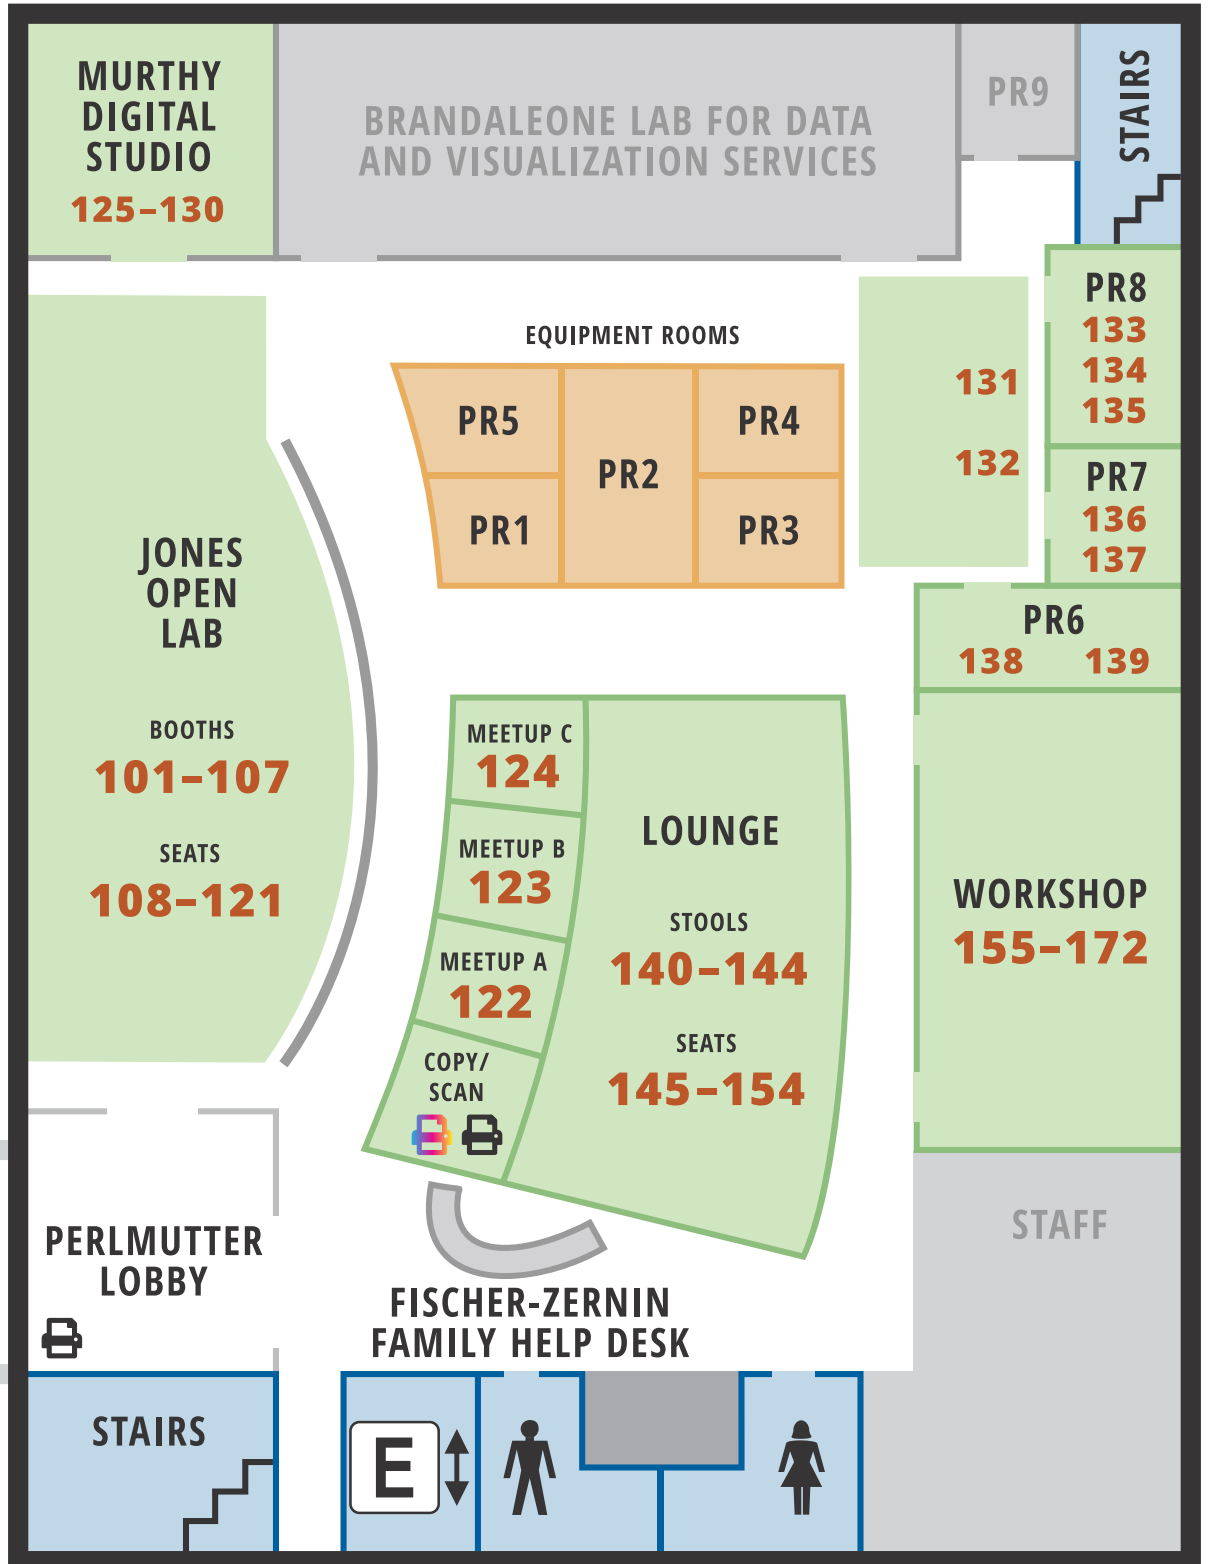 MURTHY
DIGITAL
STUDIO
125–130
BRANDALEONE LAB FOR DATA
AND VISUALIZATION SERVICES
PR9
STAIRS
EQUIPMENT ROOMS
PR5
PR2
PR4
PR1
PR3
131
132
PR8
133
134
135
PR7
136
137
PR6
138 139
JONES
OPEN
LAB
BOOTHS
101–107
SEATS
108–121
MEETUP C
124
MEETUP B
123
MEETUP A
122
COPY/
SCAN
LOUNGE
STOOLS
140–144
SEATS
145–154
WORKSHOP
155–172
STAFF
PERLMUTTER
LOBBY
FISCHER-ZERNIN
FAMILY HELP DESK
STAIRS
E